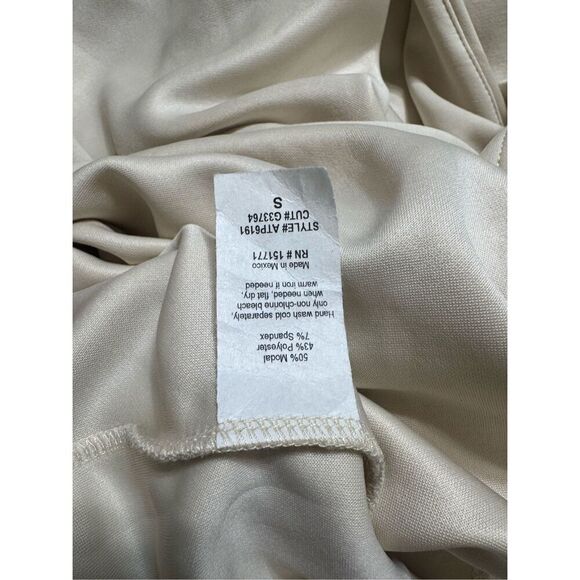 50% Modal
43% Polyester
7% Spandex
Hand wash cold separately,
only non-chlorine bleach
when needed, flat dry,
warm iron if needed
Made in Mexico
RN # 151771
STYLE# ATP6191
CUT# G33764
S